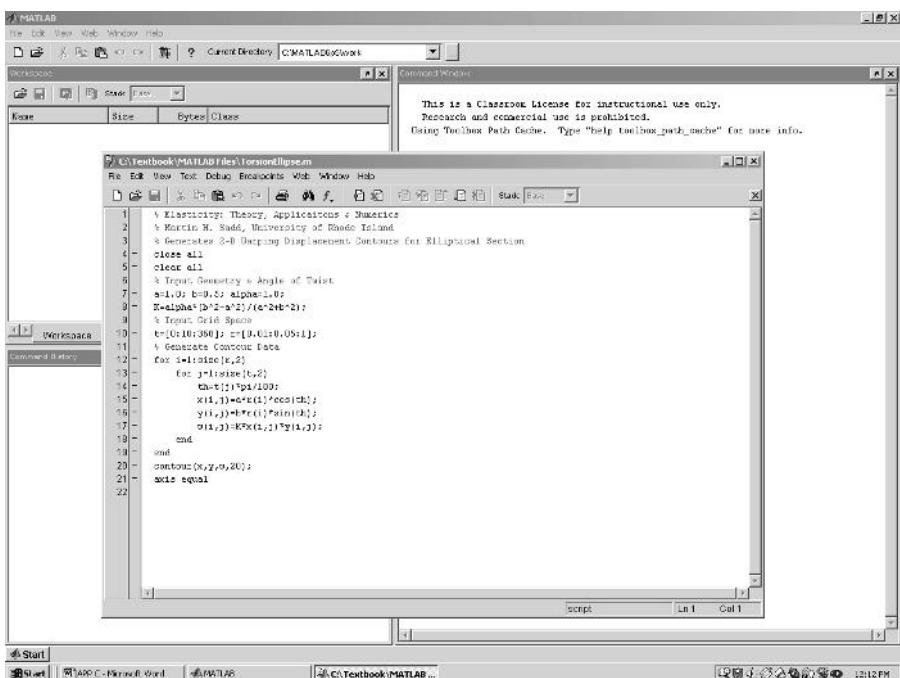 MATLAB
File Edit View Web Window Help
? Current Directory: C:\MATLAB6p5\work
Workspace
Stack: Base
Name Size Bytes Class
Workspace
Command History
Command Window
This is a Classroom License for instructional use only.
Research and commercial use is prohibited.
Using Toolbox Path Cache. Type "help toolbox_path_cache" for more info.
C:\Textbook\MATLAB Files\TorsionEllipse.m
File Edit View Text Debug Breakpoints Web Window Help
Stack: Base
1 % Elasticity: Theory, Applicaitons & Numerics
2 % Martin H. Sadd, University of Rhode Island
3 % Generates 2-D Warping Displacement Contours for Elliptical Section
4 - close all
5 - clear all
6 % Input Geometry & Angle of Twist
7 - a=1.0; b=0.5; alpha=1.0;
8 - K=alpha*(b^2-a^2)/(a^2+b^2);
9 % Input Grid Space
10 - t=[0:10:360]; r=[0.01:0.05:1];
11 % Generate Contour Data
12 - for i=1:size(r,2)
13 - for j=1:size(t,2)
14 - th=t(j)*pi/180;
15 - x(i,j)=a*r(i)*cos(th);
16 - y(i,j)=b*r(i)*sin(th);
17 - w(i,j)=K*x(i,j)*y(i,j);
18 - end
19 - end
20 - contour(x,y,w,20);
21 - axis equal
22
script Ln 1 Col 1
Start
Start APP C - Microsoft Word MATLAB C:\Textbook\MATLAB ... 12:12 PM